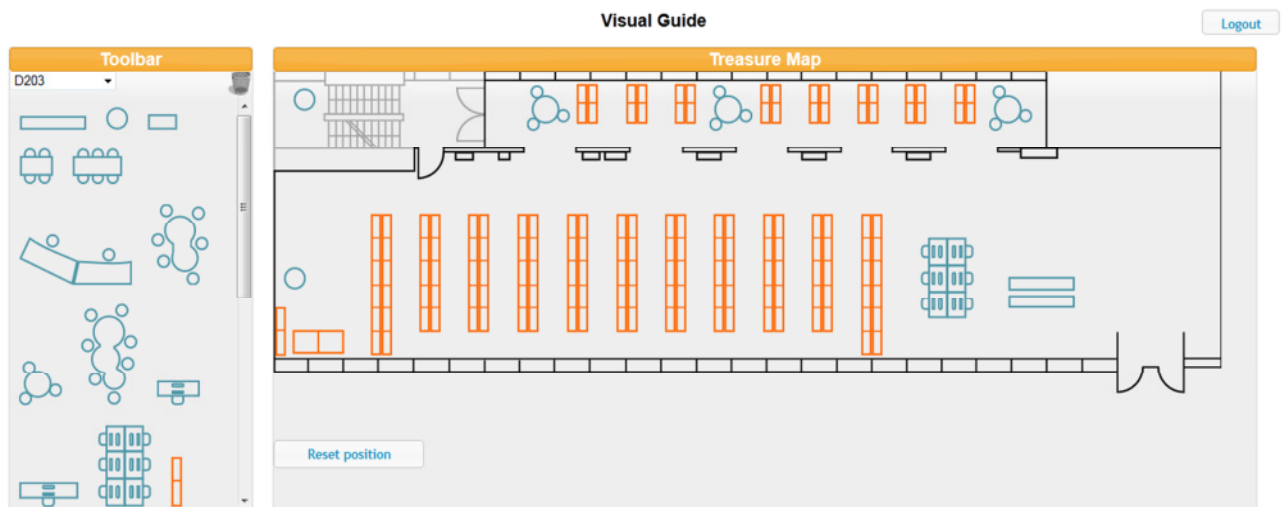 Visual Guide
Logout
Toolbar
Treasure Map
D203
Reset position